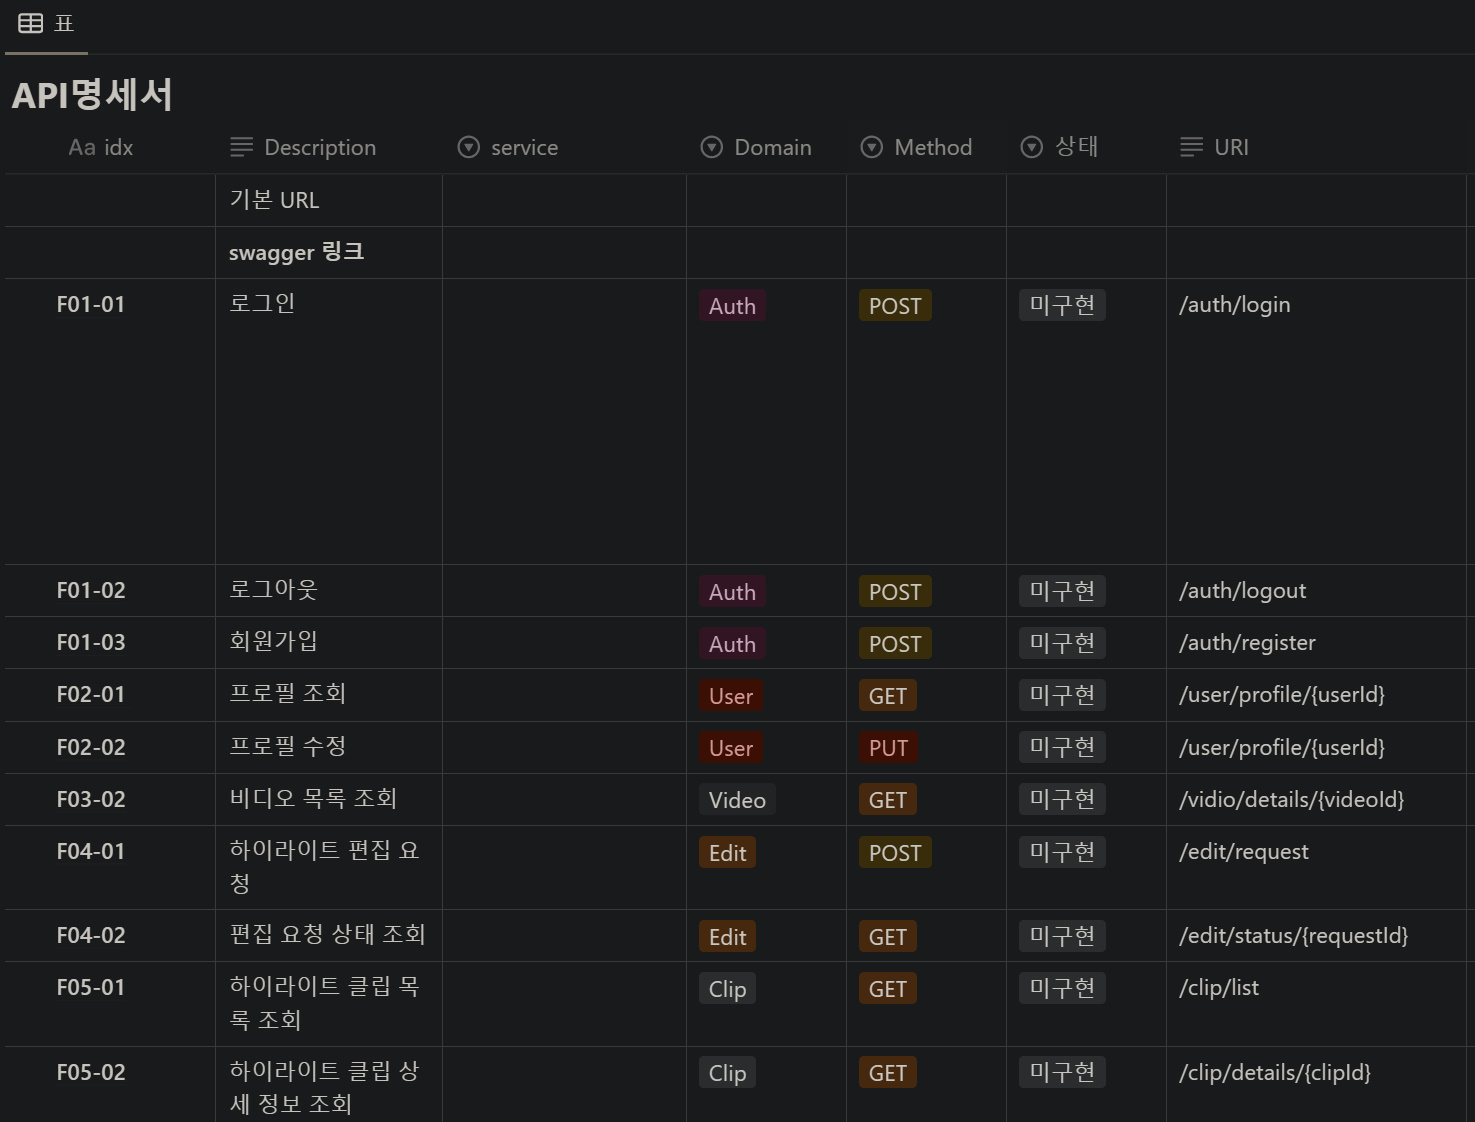 표
API명세서
Aa idx Description service Domain Method 상태 URI
기본 URL
swagger 링크
F01-01 로그인 Auth POST 미구현 /auth/login
F01-02 로그아웃 Auth POST 미구현 /auth/logout
F01-03 회원가입 Auth POST 미구현 /auth/register
F02-01 프로필 조회 User GET 미구현 /user/profile/{userId}
F02-02 프로필 수정 User PUT 미구현 /user/profile/{userId}
F03-02 비디오 목록 조회 Video GET 미구현 /vidio/details/{videoId}
F04-01 하이라이트 편집 요 Edit POST 미구현 /edit/request
청
F04-02 편집 요청 상태 조회 Edit GET 미구현 /edit/status/{requestId}
F05-01 하이라이트 클립 목 Clip GET 미구현 /clip/list
록 조회
F05-02 하이라이트 클립 상 Clip GET 미구현 /clip/details/{clipId}
세 정보 조회